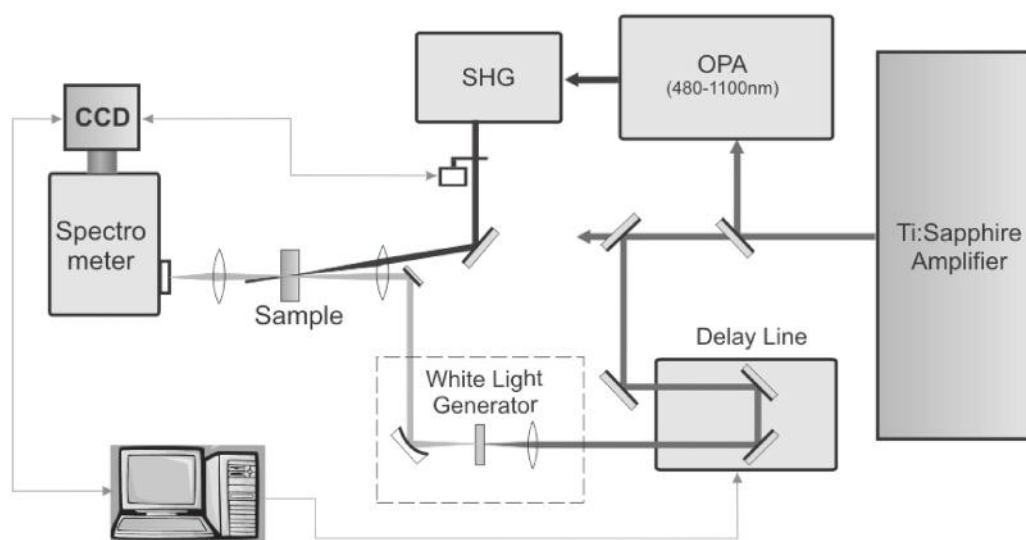 SHG
OPA
(480-1100nm)
CCD
Spectro
meter
Ti:Sapphire
Amplifier
Sample
Delay Line
White Light
Generator